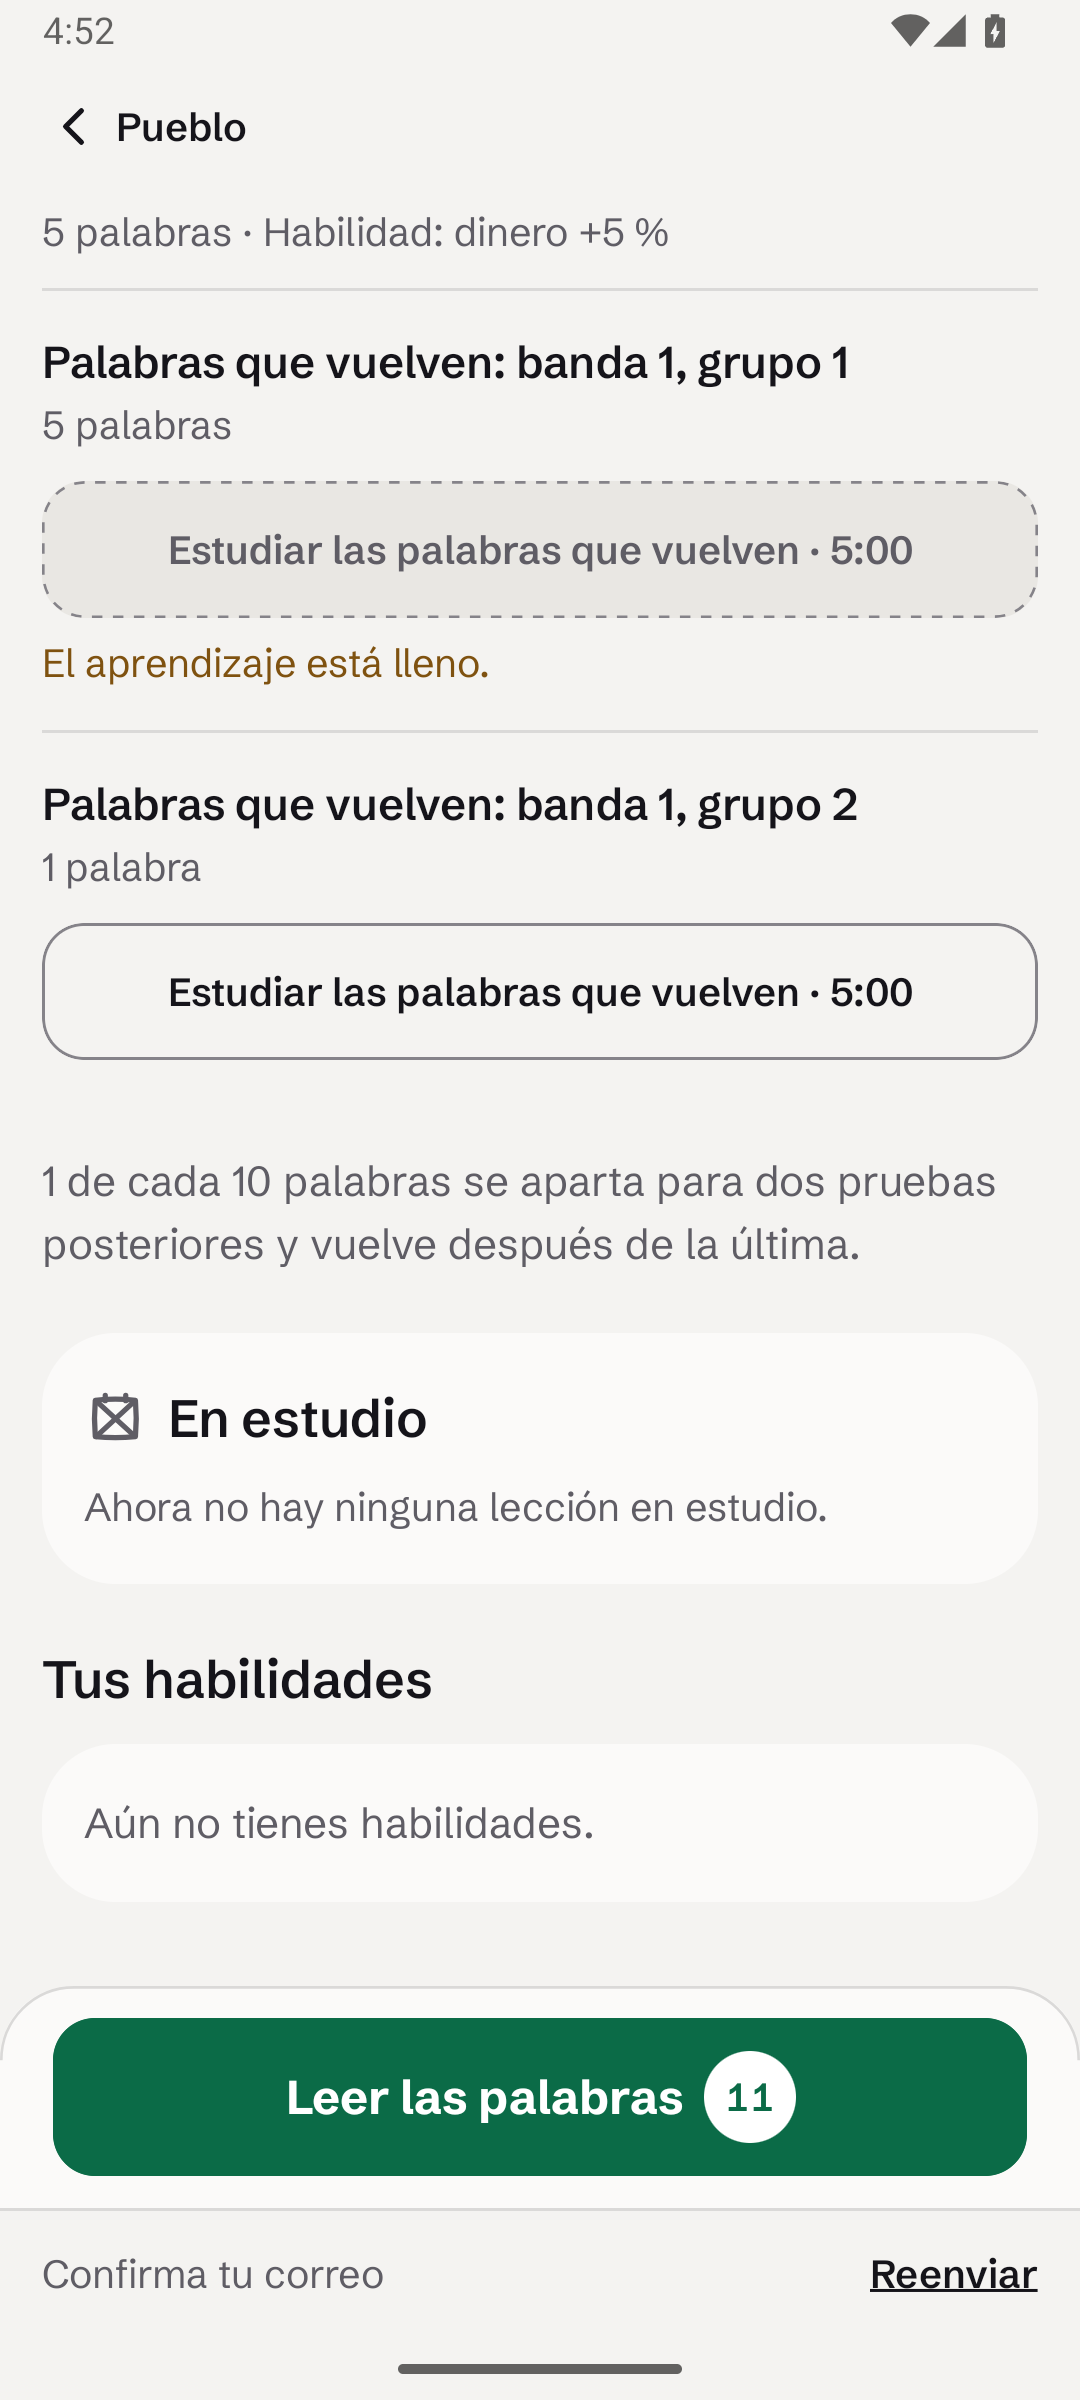 4:52
Pueblo
5 palabras · Habilidad: dinero +5 %
Palabras que vuelven: banda 1, grupo 1
5 palabras
Estudiar las palabras que vuelven · 5:00
El aprendizaje está lleno.
Palabras que vuelven: banda 1, grupo 2
1 palabra
Estudiar las palabras que vuelven · 5:00
1 de cada 10 palabras se aparta para dos pruebas
posteriores y vuelve después de la última.
En estudio
Ahora no hay ninguna lección en estudio.
Tus habilidades
Aún no tienes habilidades.
Leer las palabras 11
Confirma tu correo Reenviar